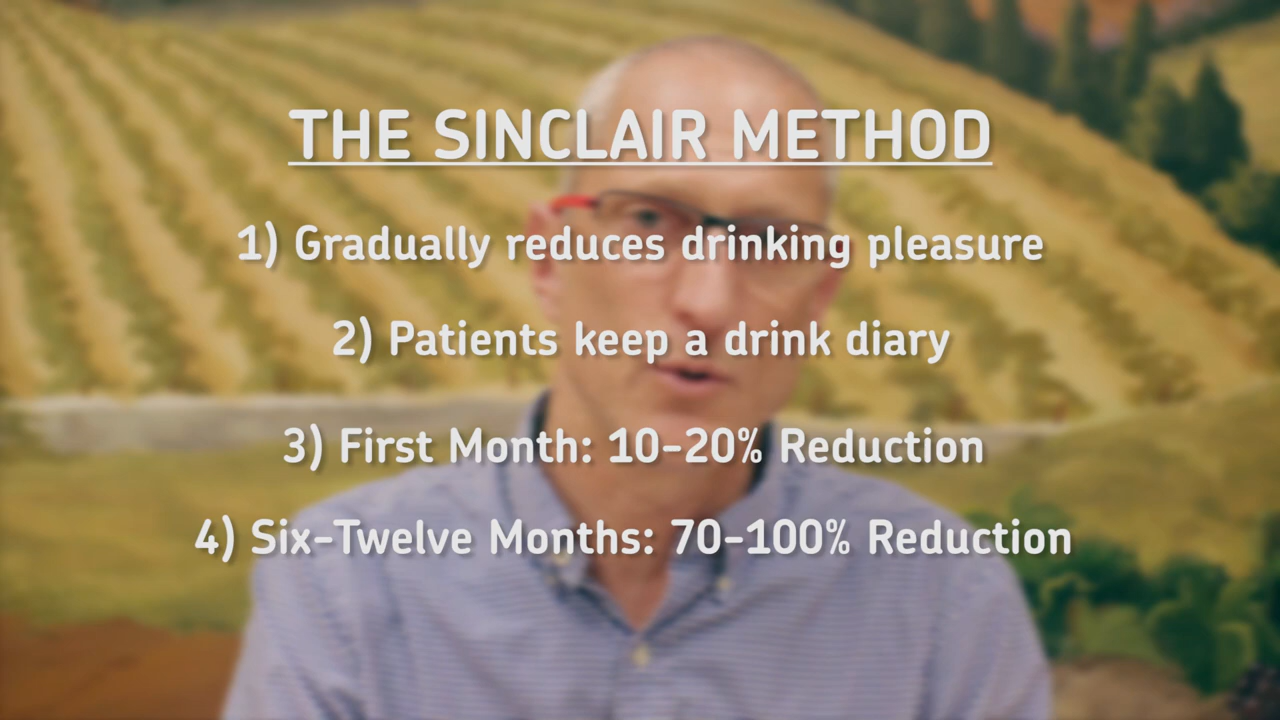 THE SINCLAIR METHOD
1) Gradually reduces drinking pleasure
2) Patients keep a drink diary
3) First Month: 10-20% Reduction
4) Six-Twelve Months: 70-100% Reduction